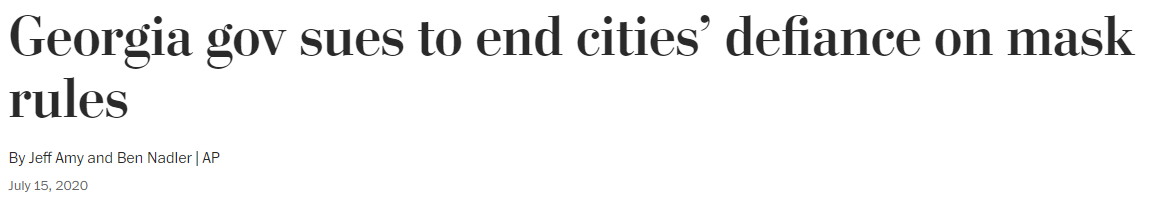 Georgia gov sues to end cities’ defiance on mask
rules
By Jeff Amy and Ben Nadler | AP
July 15, 2020